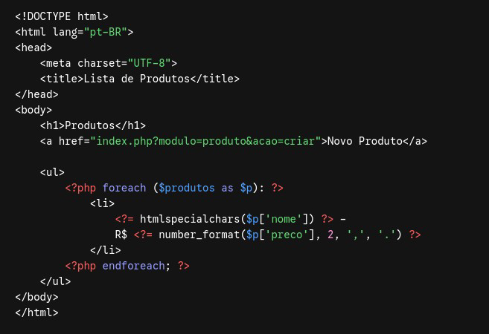 <!DOCTYPE html>
<html lang="pt-BR">
<head>
    <meta charset="UTF-8">
    <title>Lista de Produtos</title>
</head>
<body>
    <h1>Produtos</h1>
    <a href="index.php?modulo=produto&acao=criar">Novo Produto</a>

    <ul>
        <?php foreach ($produtos as $p): ?>
            <li>
                <?= htmlspecialchars($p['nome']) ?> –
                R$ <?= number_format($p['preco'], 2, ',', '.') ?>
            </li>
        <?php endforeach; ?>
    </ul>
</body>
</html>